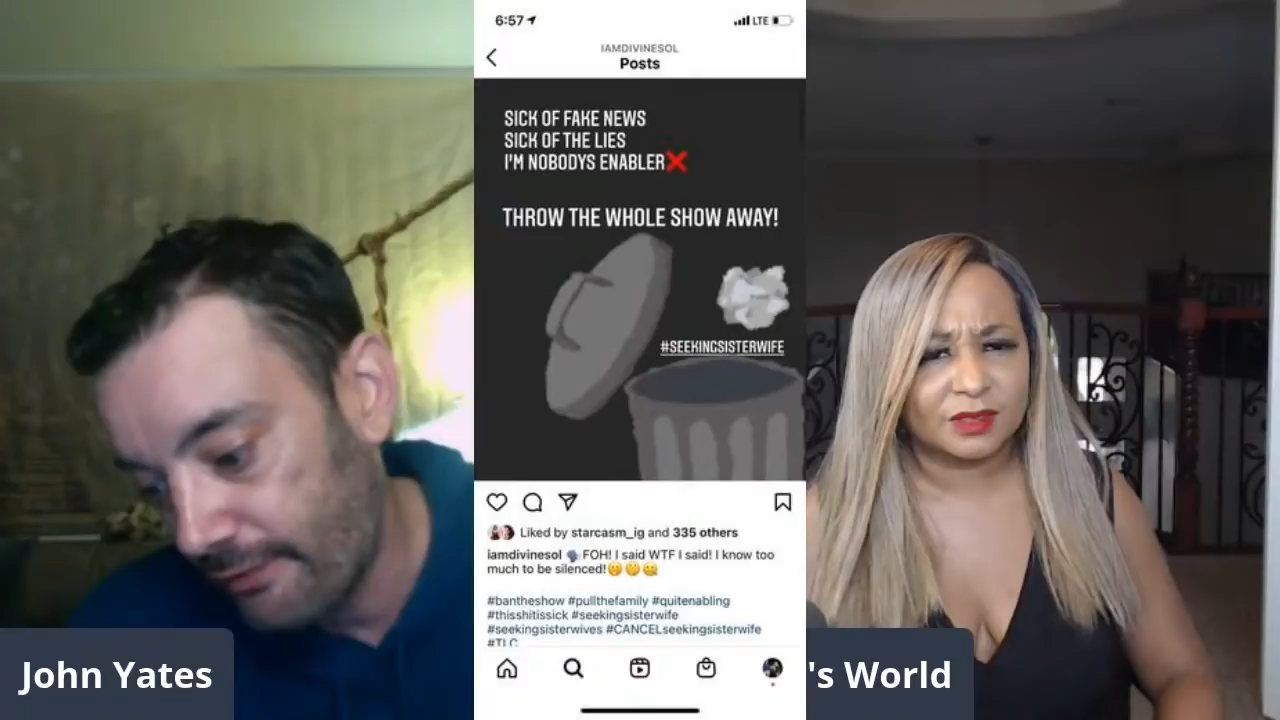 6:57
LTE
IAMDIVINESOL
Posts
SICK OF FAKE NEWS
SICK OF THE LIES
I'M NOBODYS ENABLER❌
THROW THE WHOLE SHOW AWAY!
#SEEKINGSISTERWIFE
Liked by starcasm_ig and 335 others
iamdivinesol 🗣️FOH! I said WTF I said! I know too
much to be silenced!🤭🤫🤐
#bantheshow #pullthefamily #quitenabling
#thisshitissick #seekingsisterwife
#seekingsisterwives #CANCELseekingsisterwife
#TLC
John Yates
's World